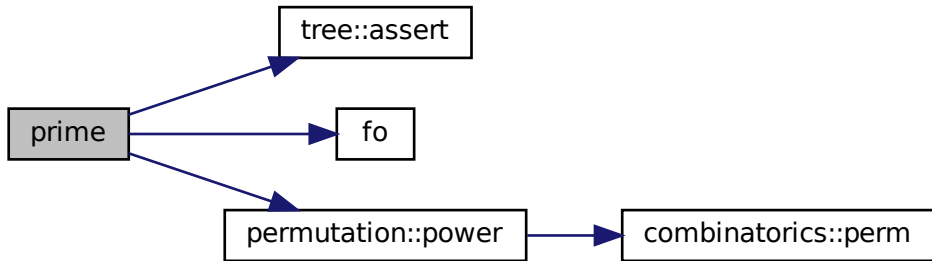 tree::assert
prime
fo
permutation::power
combinatorics::perm